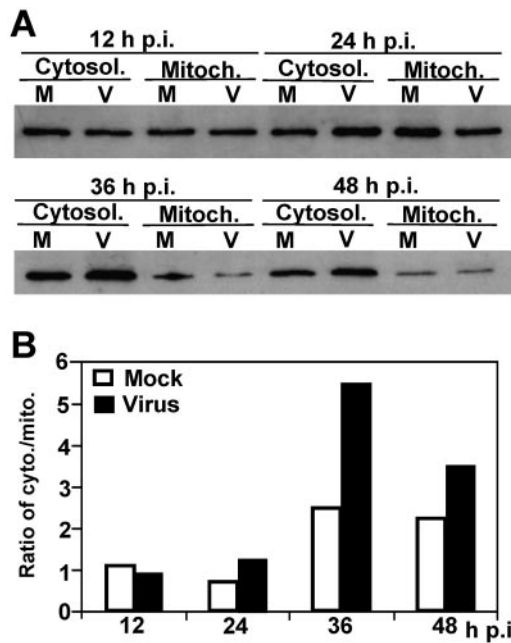 A
12 h p.i. 24 h p.i.
Cytosol. Mitoch. Cytosol. Mitoch.
M V M V M V M V
36 h p.i. 48 h p.i.
Cytosol. Mitoch. Cytosol. Mitoch.
M V M V M V M V
B
Ratio of cyto./mito.
6
5
4
3
2
1
0
Mock
Virus
12 24 36 48 h p.i.